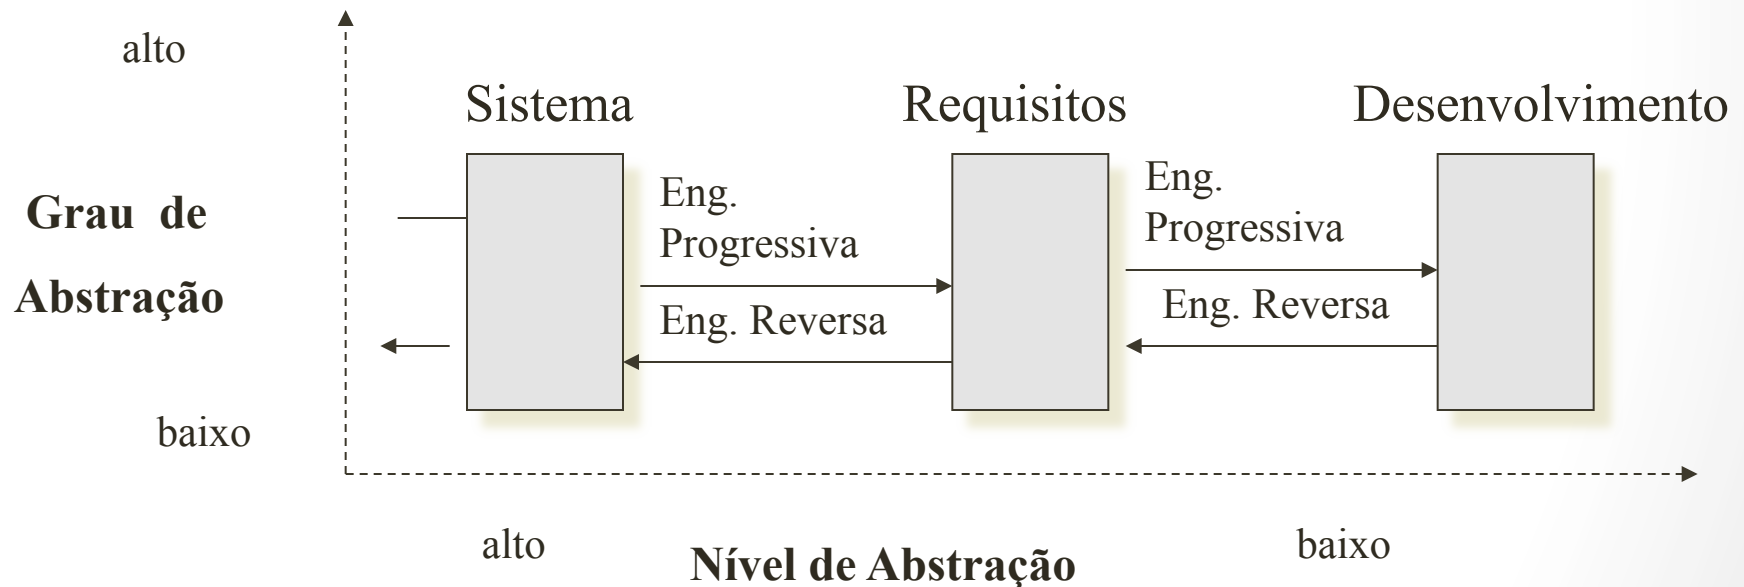 alto
Sistema
Requisitos
Desenvolvimento
Grau de
Abstração
Eng.
Progressiva
Eng. Reversa
Eng.
Progressiva
Eng. Reversa
baixo
alto
Nível de Abstração
baixo